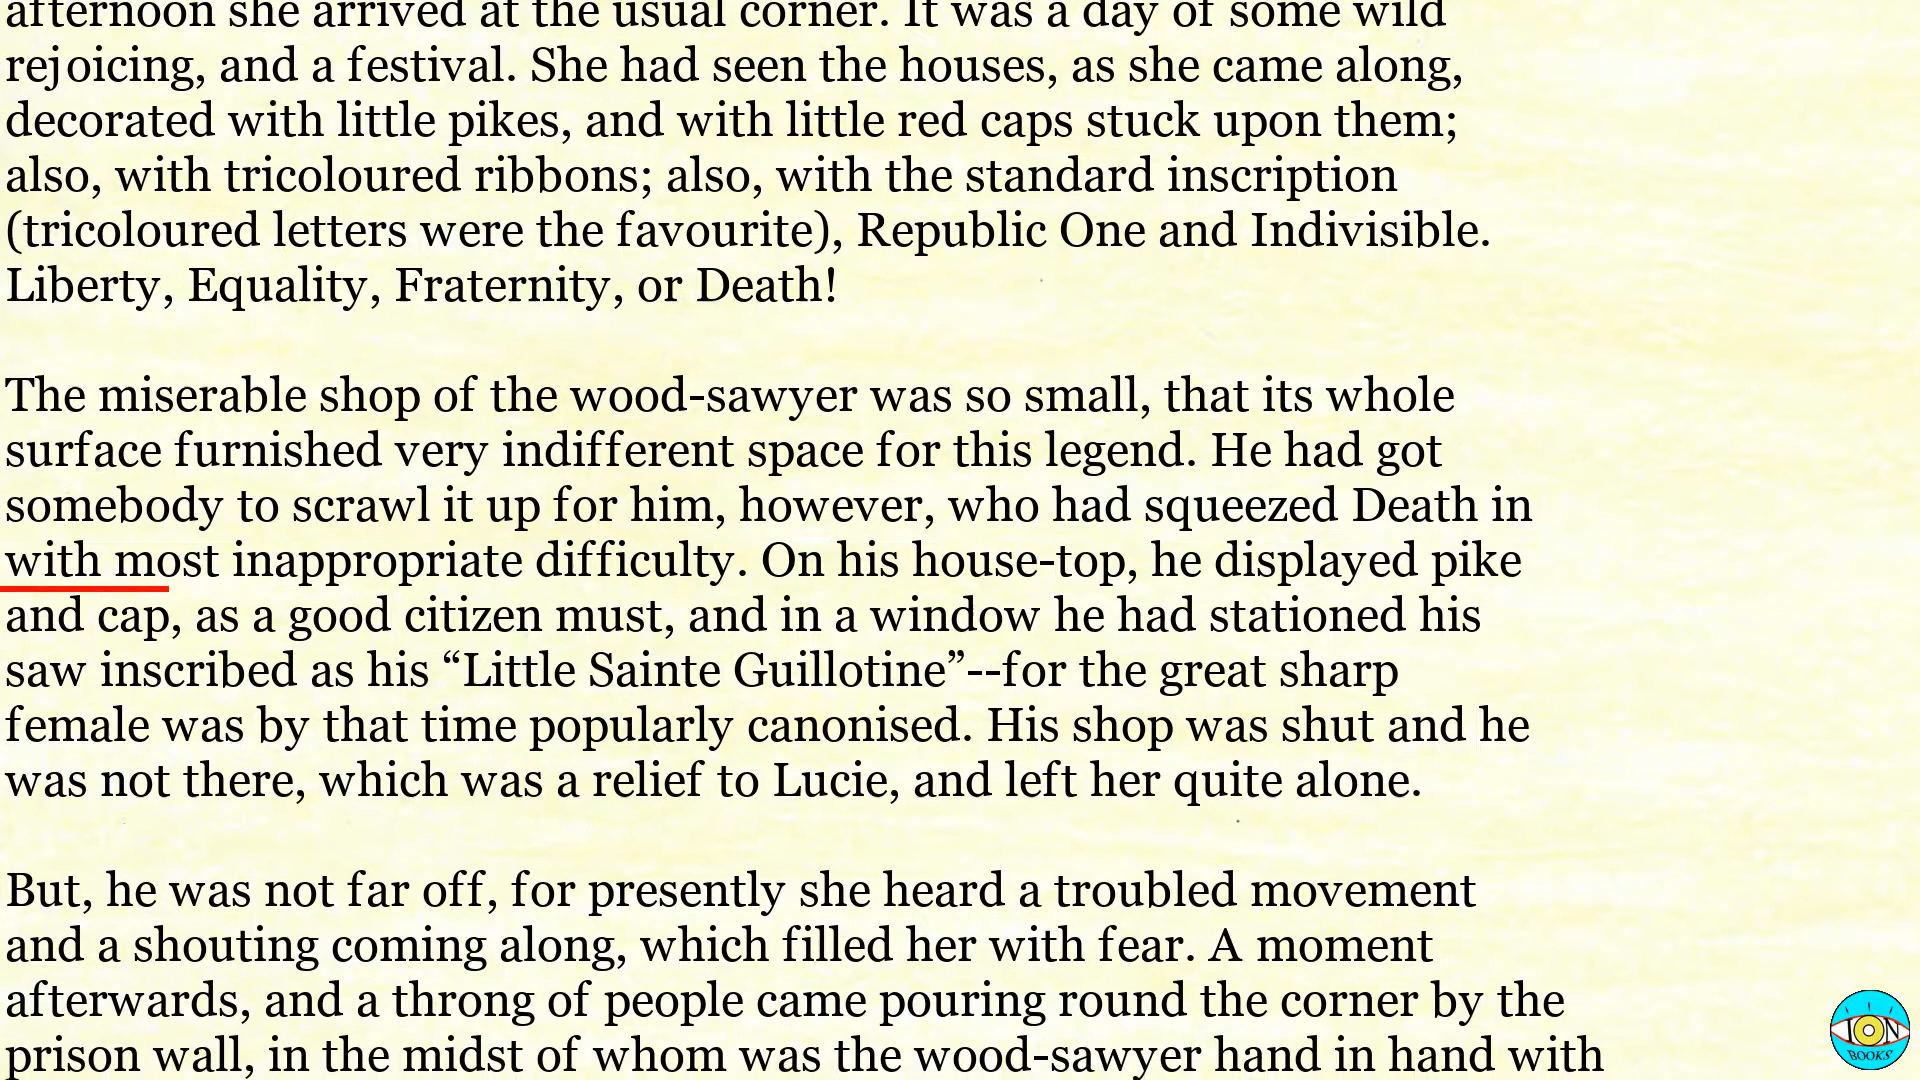 afternoon she arrived at the usual corner. It was a day of some wild
rejoicing, and a festival. She had seen the houses, as she came along,
decorated with little pikes, and with little red caps stuck upon them;
also, with tricoloured ribbons; also, with the standard inscription
(tricoloured letters were the favourite), Republic One and Indivisible.
Liberty, Equality, Fraternity, or Death!
The miserable shop of the wood-sawyer was so small, that its whole
surface furnished very indifferent space for this legend. He had got
somebody to scrawl it up for him, however, who had squeezed Death in
with most inappropriate difficulty. On his house-top, he displayed pike
and cap, as a good citizen must, and in a window he had stationed his
saw inscribed as his “Little Sainte Guillotine”--for the great sharp
female was by that time popularly canonised. His shop was shut and he
was not there, which was a relief to Lucie, and left her quite alone.
But, he was not far off, for presently she heard a troubled movement
and a shouting coming along, which filled her with fear. A moment
afterwards, and a throng of people came pouring round the corner by the
prison wall, in the midst of whom was the wood-sawyer hand in hand with
ION
BOOKS